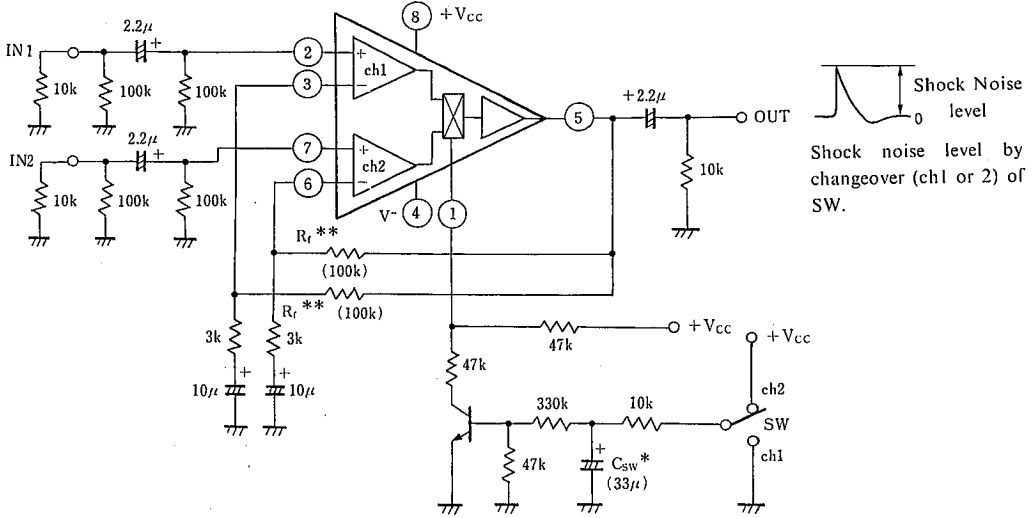 IN1
2.2μ
+
10k
100k
100k
2
3
+
−
ch1
8
+Vcc
5
+2.2μ
OUT
10k
Shock Noise
level
0
Shock noise level by
changeover (ch1 or 2) of
SW.
IN2
2.2μ
+
10k
100k
100k
7
6
+
−
ch2
V-
4
1
Rf **
(100k)
Rf **
(100k)
3k
3k
+
10μ
+
10μ
47k
+Vcc
47k
330k
10k
47k
+
Csw*
(33μ)
+Vcc
ch2
SW
ch1